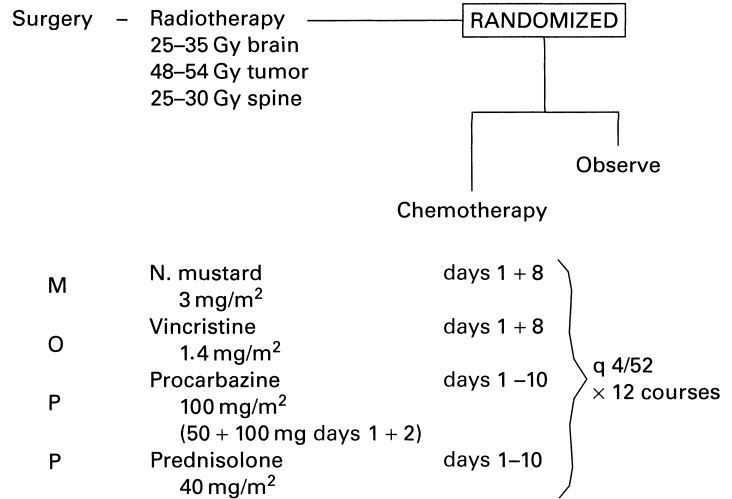 Surgery – Radiotherapy RANDOMIZED
25–35 Gy brain
48–54 Gy tumor
25–30 Gy spine
Observe
Chemotherapy
M N. mustard days 1 + 8
3 mg/m²
O Vincristine days 1 + 8
1.4 mg/m²
P Procarbazine days 1 –10
100 mg/m²
(50 + 100 mg days 1 + 2)
P Prednisolone days 1–10
40 mg/m²
q 4/52
× 12 courses